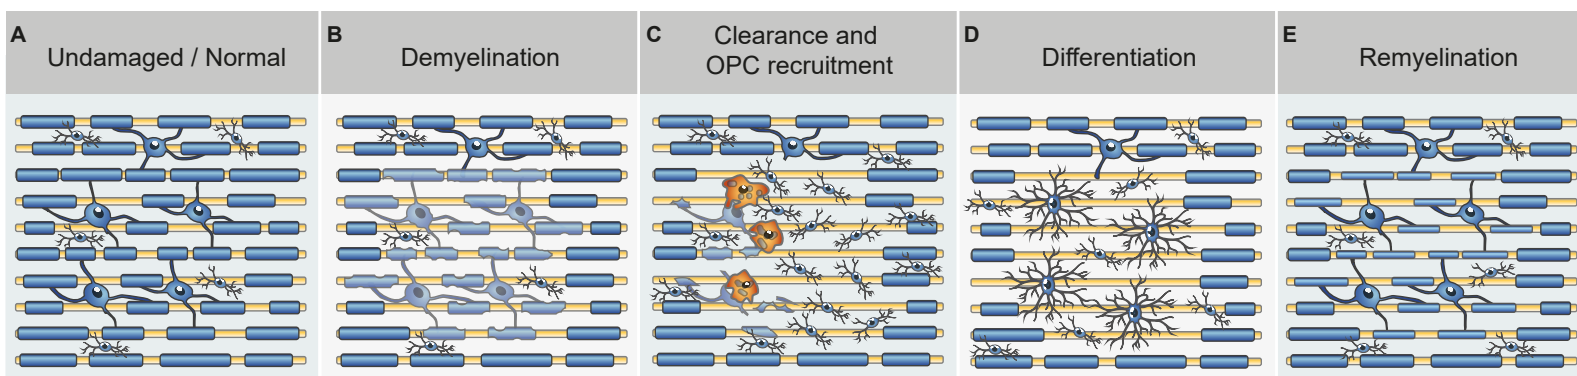 A
Undamaged / Normal
B
Demyelination
C
Clearance and
OPC recruitment
D
Differentiation
E
Remyelination